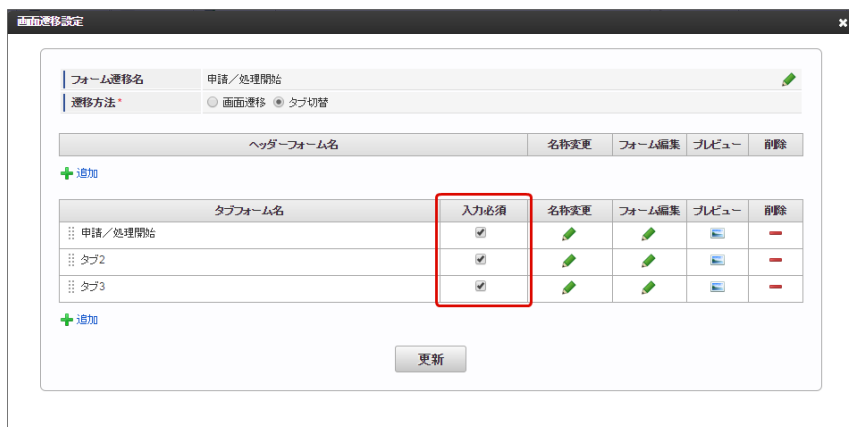 画面遷移設定
フォーム遷移名 申請／処理開始
遷移方法* 画面遷移 タブ切替
ヘッダーフォーム名 名称変更 フォーム編集 プレビュー 削除
追加
タブフォーム名 入力必須 名称変更 フォーム編集 プレビュー 削除
申請／処理開始
タブ2
タブ3
追加
更新